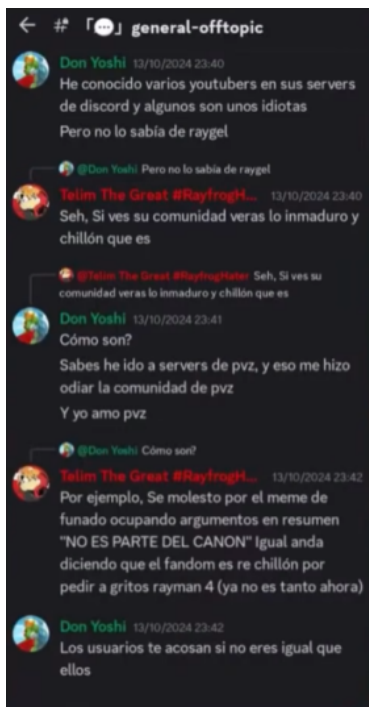 ← # 「💬」general-offtopic
Don Yoshi 13/10/2024 23:40
He conocido varios youtubers en sus servers
de discord y algunos son unos idiotas
Pero no lo sabía de raygel
@Don Yoshi Pero no lo sabía de raygel
Telim The Great #RayfrogH... 13/10/2024 23:40
Seh, Si ves su comunidad veras lo inmaduro y
chillón que es
@Telim The Great #RayfrogHater Seh, Si ves su
comunidad veras lo inmaduro y chillón que es
Don Yoshi 13/10/2024 23:41
Cómo son?
Sabes he ido a servers de pvz, y eso me hizo
odiar la comunidad de pvz
Y yo amo pvz
@Don Yoshi Cómo son?
Telim The Great #RayfrogH... 13/10/2024 23:42
Por ejemplo, Se molesto por el meme de
funado ocupando argumentos en resumen
"NO ES PARTE DEL CANON" Igual anda
diciendo que el fandom es re chillón por
pedir a gritos rayman 4 (ya no es tanto ahora)
Don Yoshi 13/10/2024 23:42
Los usuarios te acosan si no eres igual que
ellos